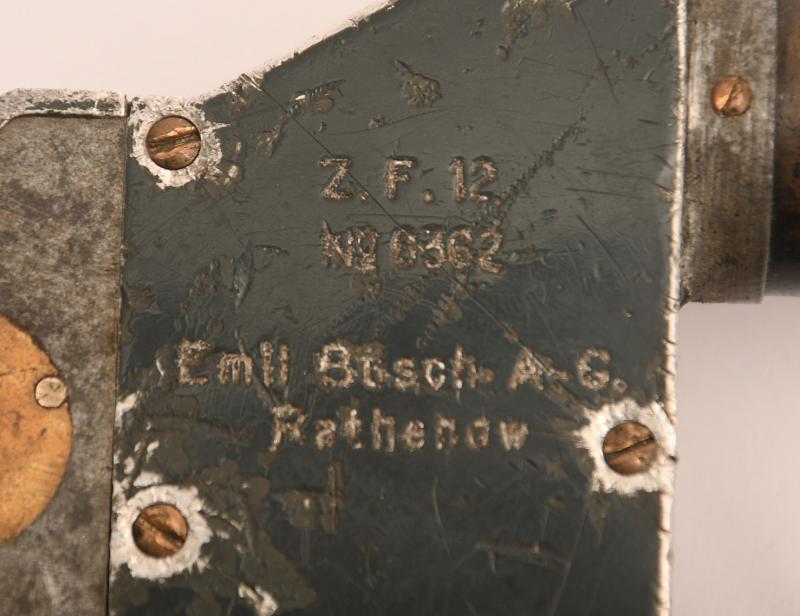 Z. F. 12
№ 6362
Emil Busch A-G.
Rathenow